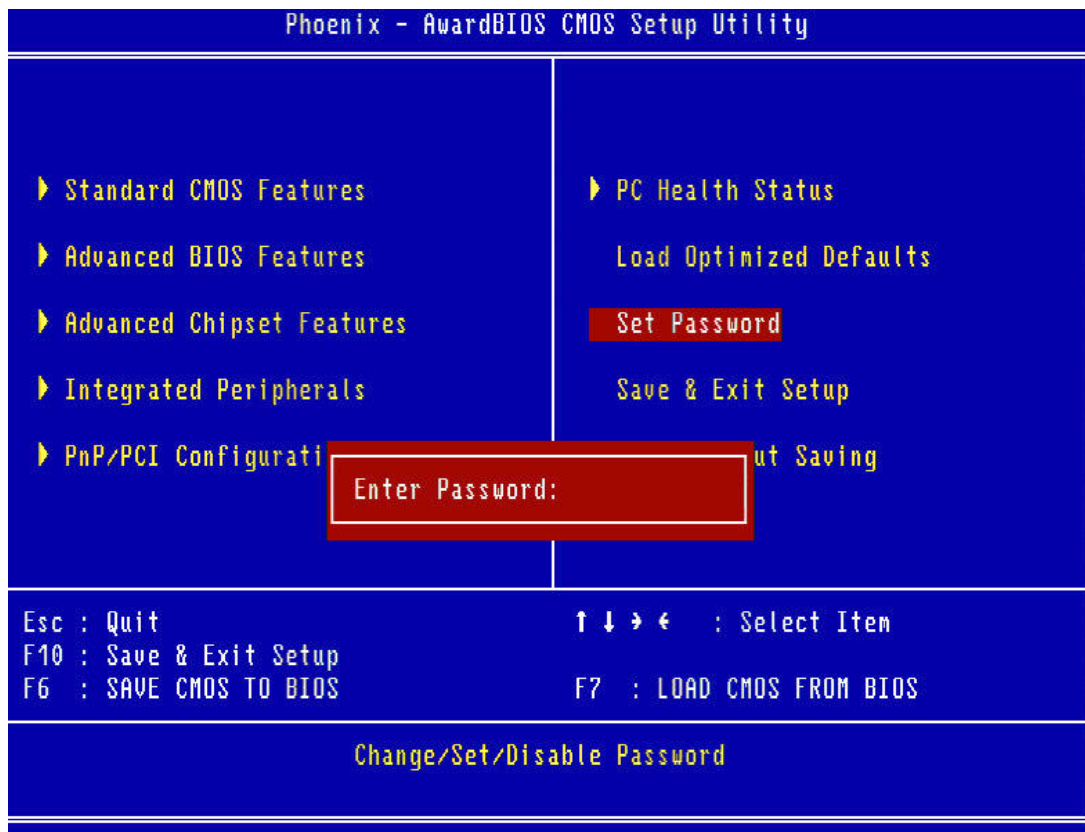 Phoenix - AwardBIOS CMOS Setup Utility
Standard CMOS Features
Advanced BIOS Features
Advanced Chipset Features
Integrated Peripherals
PnP/PCI Configurati
PC Health Status
Load Optimized Defaults
Set Password
Save & Exit Setup
ut Saving
Enter Password:
Esc : Quit
↑ ↓ → ← : Select Item
F10 : Save & Exit Setup
F6 : SAVE CMOS TO BIOS
F7 : LOAD CMOS FROM BIOS
Change/Set/Disable Password